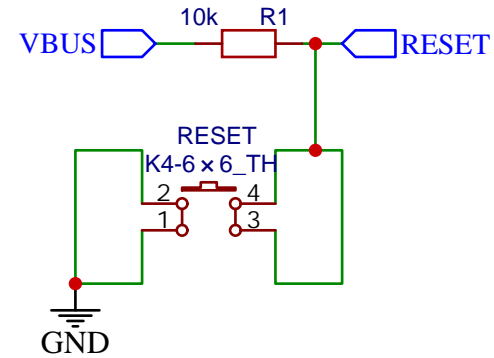 10k R1
VBUS RESET
RESET
K4-6×6_TH
2 4
1 3
GND